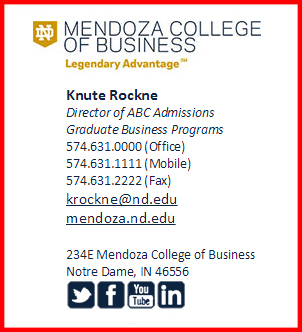 ND
MENDOZA COLLEGE
OF BUSINESS
Legendary Advantage™
Knute Rockne
Director of ABC Admissions
Graduate Business Programs
574.631.0000 (Office)
574.631.1111 (Mobile)
574.631.2222 (Fax)
krockne@nd.edu
mendoza.nd.edu
234E Mendoza College of Business
Notre Dame, IN 46556
f You Tube in